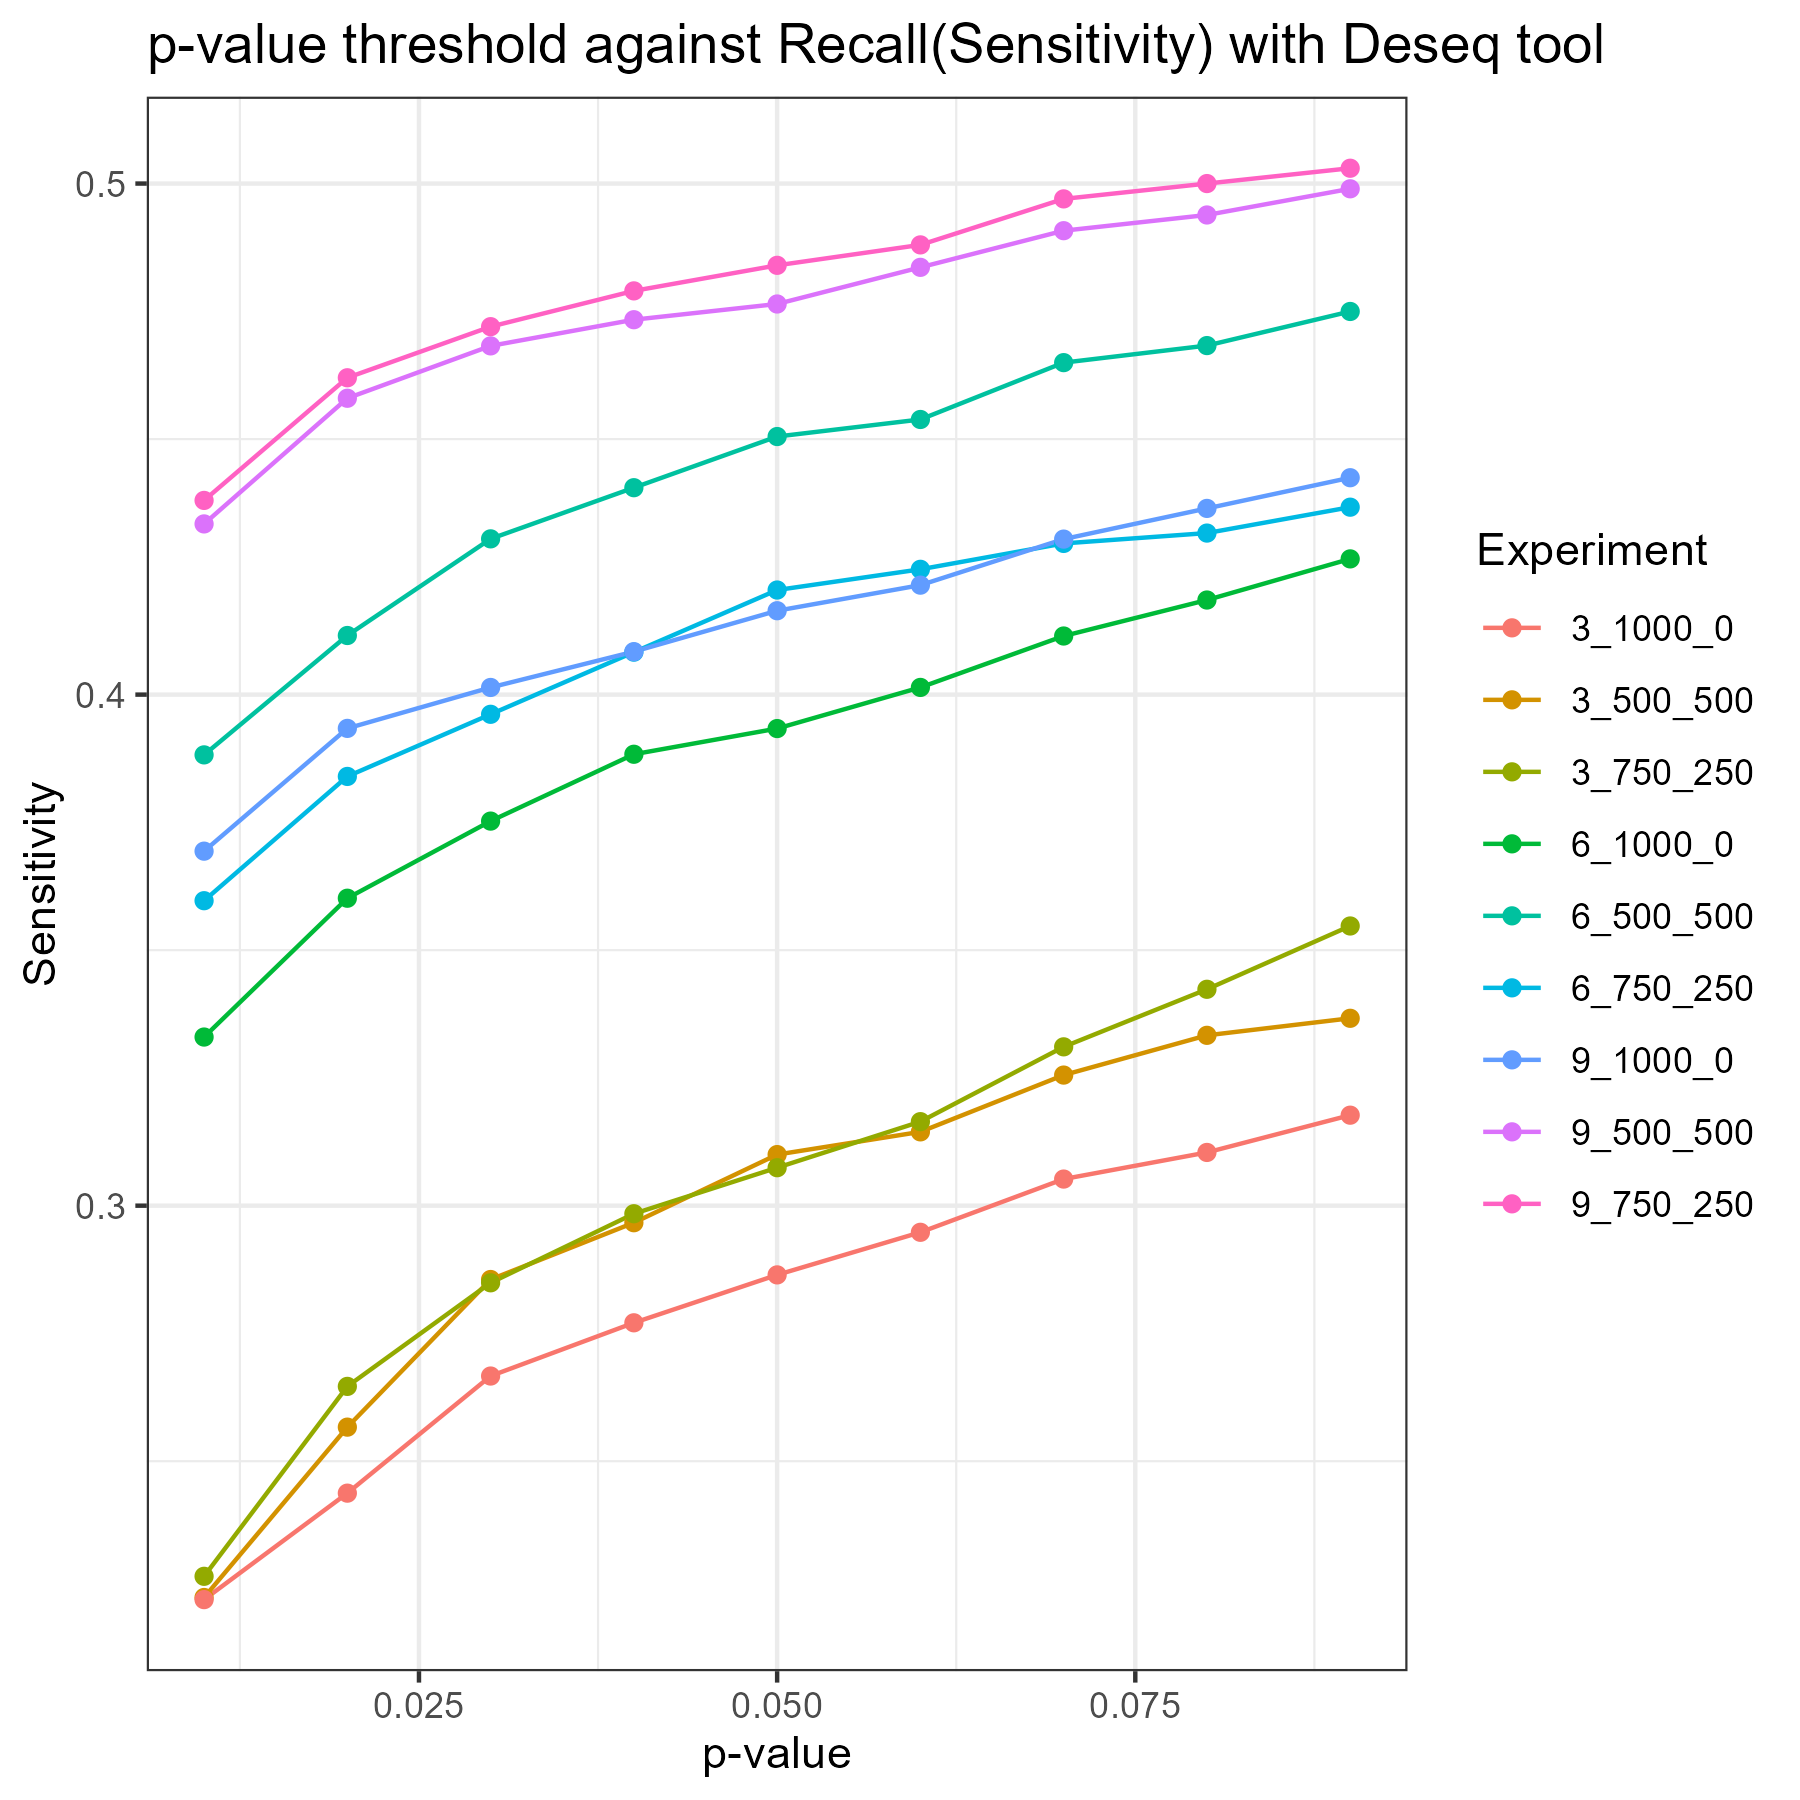 p-value threshold against Recall(Sensitivity) with Deseq tool
0.5
0.4
0.3
Sensitivity
0.025 0.050 0.075
p-value
Experiment
3_1000_0
3_500_500
3_750_250
6_1000_0
6_500_500
6_750_250
9_1000_0
9_500_500
9_750_250